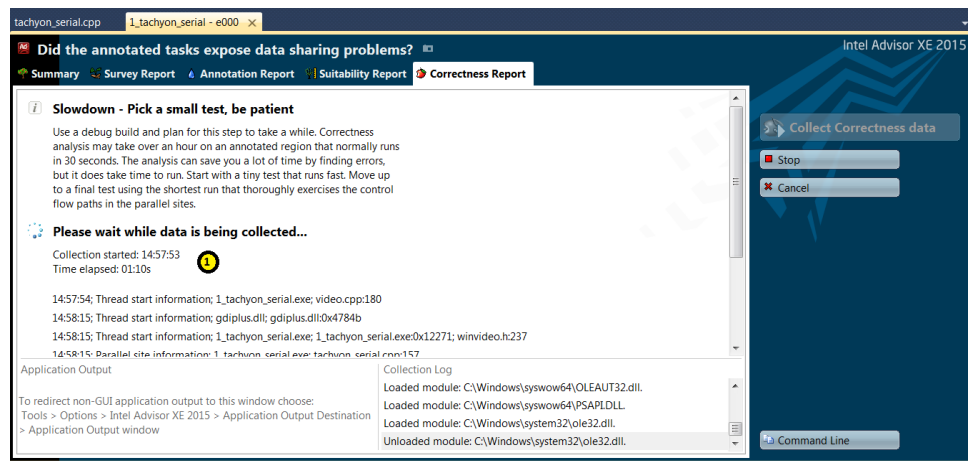 tachyon_serial.cpp
1_tachyon_serial - e000
Did the annotated tasks expose data sharing problems?
Intel Advisor XE 2015
Summary
Survey Report
Annotation Report
Suitability Report
Correctness Report
Slowdown - Pick a small test, be patient
Use a debug build and plan for this step to take a while. Correctness
analysis may take over an hour on an annotated region that normally runs
in 30 seconds. The analysis can save you a lot of time by finding errors,
but it does take time to run. Start with a tiny test that runs fast. Move up
to a final test using the shortest run that thoroughly exercises the control
flow paths in the parallel sites.
Please wait while data is being collected...
Collection started: 14:57:53
Time elapsed: 01:10s
1
14:57:54; Thread start information; 1_tachyon_serial.exe; video.cpp:180
14:58:15; Thread start information; gdiplus.dll; gdiplus.dll:0x4784b
14:58:15; Thread start information; 1_tachyon_serial.exe; 1_tachyon_serial.exe:0x12271; winvideo.h:237
14:58:15; Parallel site information; 1_tachyon_serial.exe; tachyon_serial.cpp:157
Application Output
To redirect non-GUI application output to this window choose:
Tools > Options > Intel Advisor XE 2015 > Application Output Destination
> Application Output window
Collection Log
Loaded module: C:\Windows\syswow64\OLEAUT32.dll.
Loaded module: C:\Windows\syswow64\PSAPI.DLL.
Loaded module: C:\Windows\system32\ole32.dll.
Unloaded module: C:\Windows\system32\ole32.dll.
Collect Correctness data
Stop
Cancel
Command Line